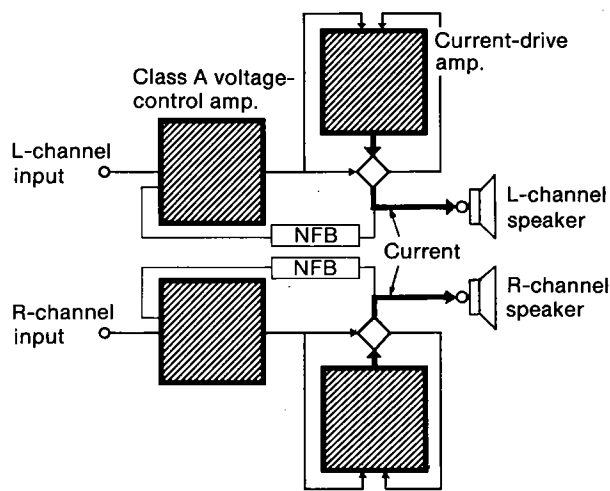 Current-drive
amp.
Class A voltage-
control amp.
L-channel
input
L-channel
speaker
NFB
Current
NFB
R-channel
speaker
R-channel
input